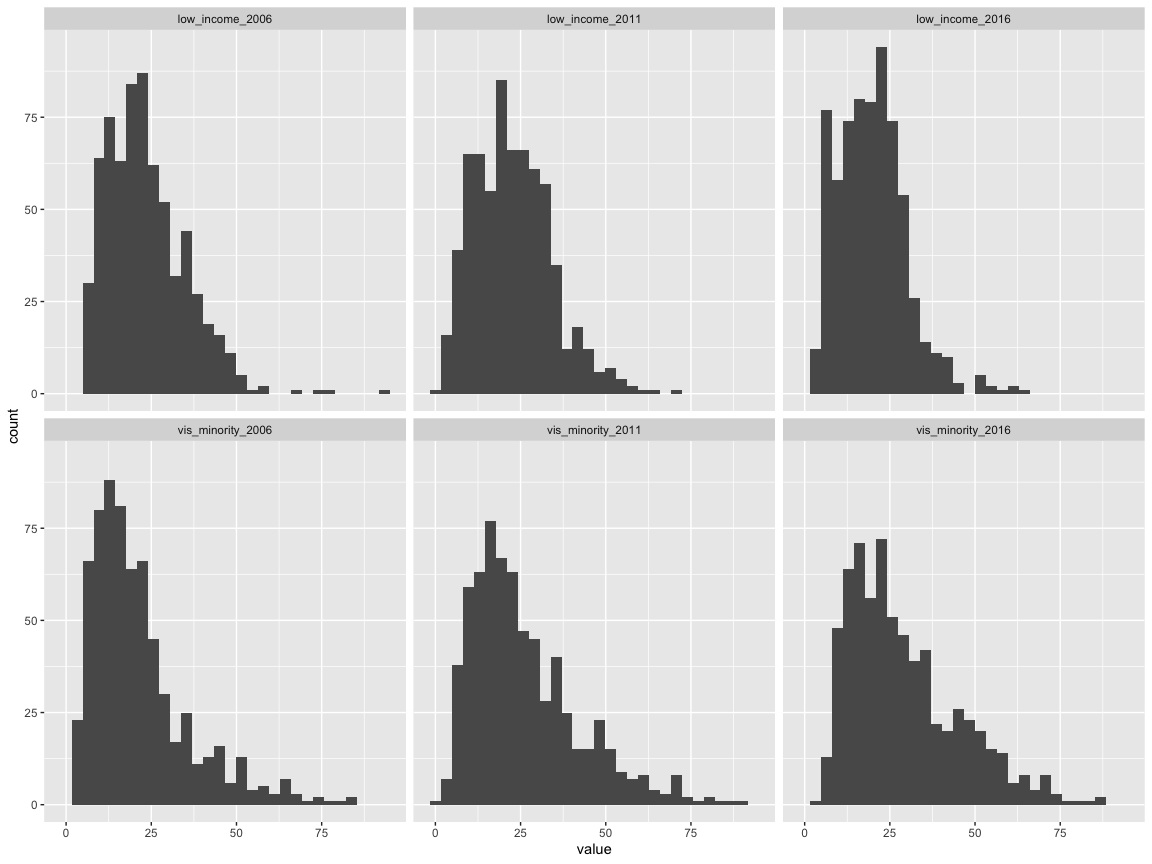 low_income_2006
low_income_2011
low_income_2016
75
50
25
0
vis_minority_2006
vis_minority_2011
vis_minority_2016
75
50
25
0
0 25 50 75
0 25 50 75
0 25 50 75
value
count